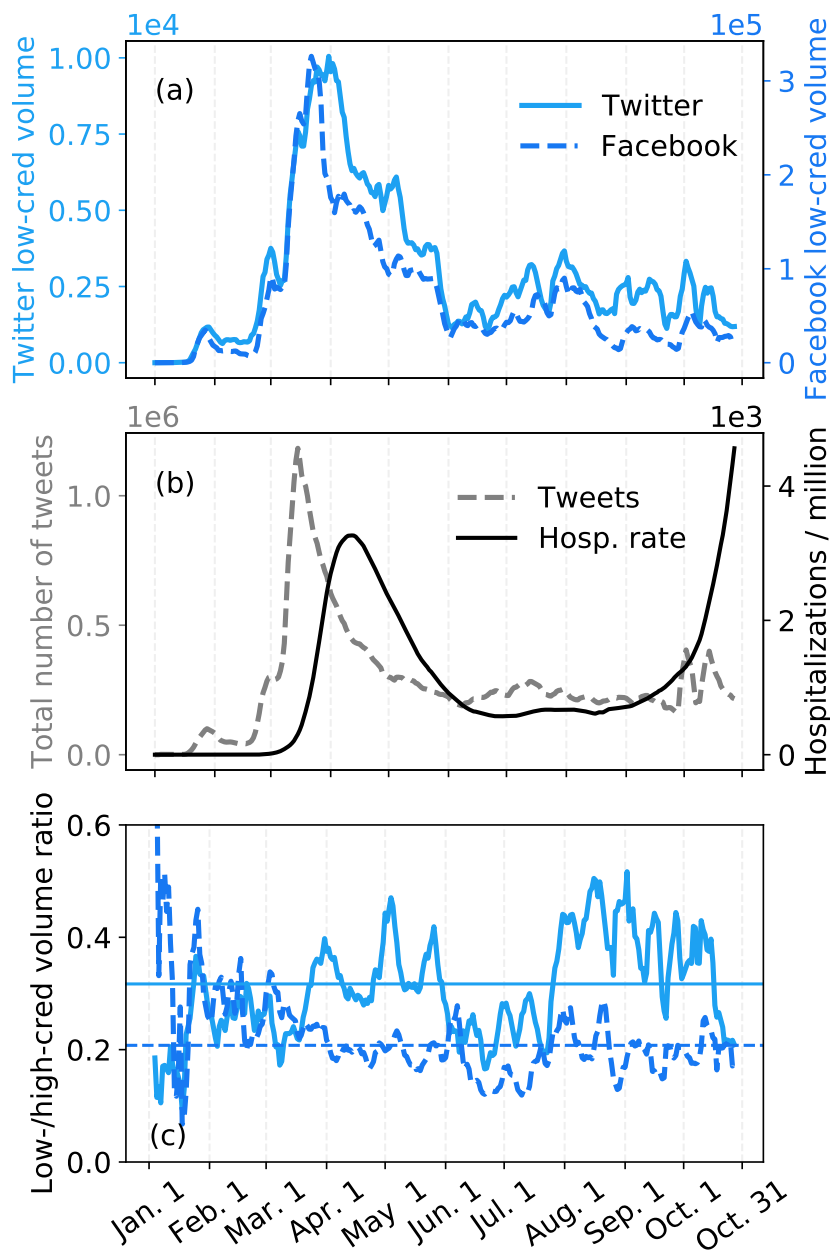 1e4
1e5
(a)
Twitter
Facebook
Twitter low-cred volume
1.00
0.75
0.50
0.25
0.00
3
2
1
0
Facebook low-cred volume
1e6
1e3
(b)
Tweets
Hosp. rate
Total number of tweets
1.0
0.5
0.0
4
2
0
Hospitalizations / million
Low-/high-cred volume ratio
0.6
0.4
0.2
0.0
(c)
Jan. 1
Feb. 1
Mar. 1
Apr. 1
May. 1
Jun. 1
Jul. 1
Aug. 1
Sep. 1
Oct. 1
Oct. 31